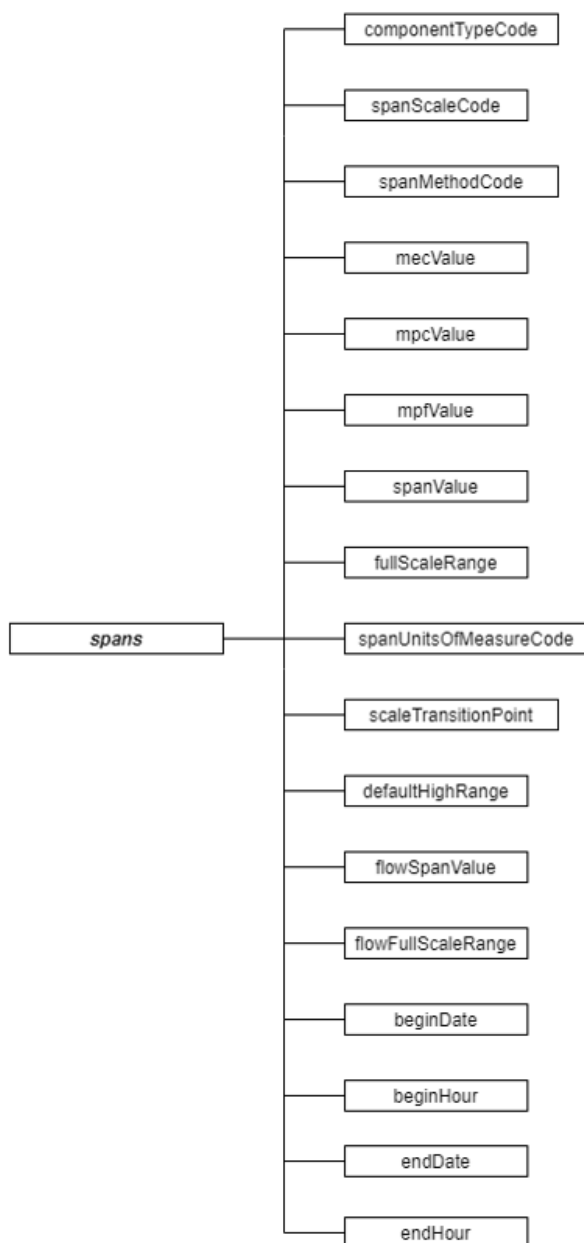 componentTypeCode
spanScaleCode
spanMethodCode
mecValue
mpcValue
mpfValue
spanValue
fullScaleRange
spans
spanUnitsOfMeasureCode
scaleTransitionPoint
defaultHighRange
flowSpanValue
flowFullScaleRange
beginDate
beginHour
endDate
endHour